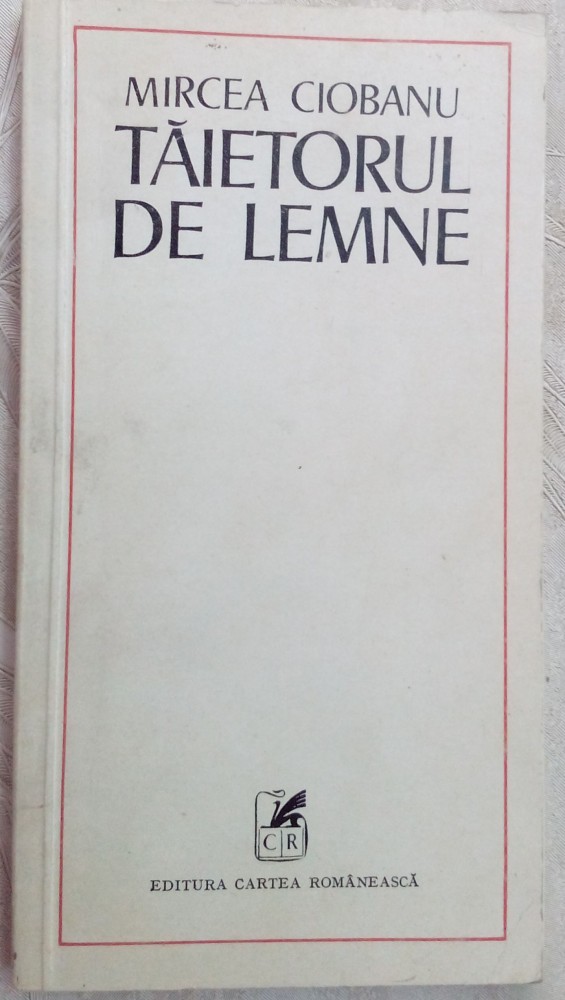 MIRCEA CIOBANU
TĂIETORUL
DE LEMNE
CR
EDITURA CARTEA ROMÂNEASCĂ